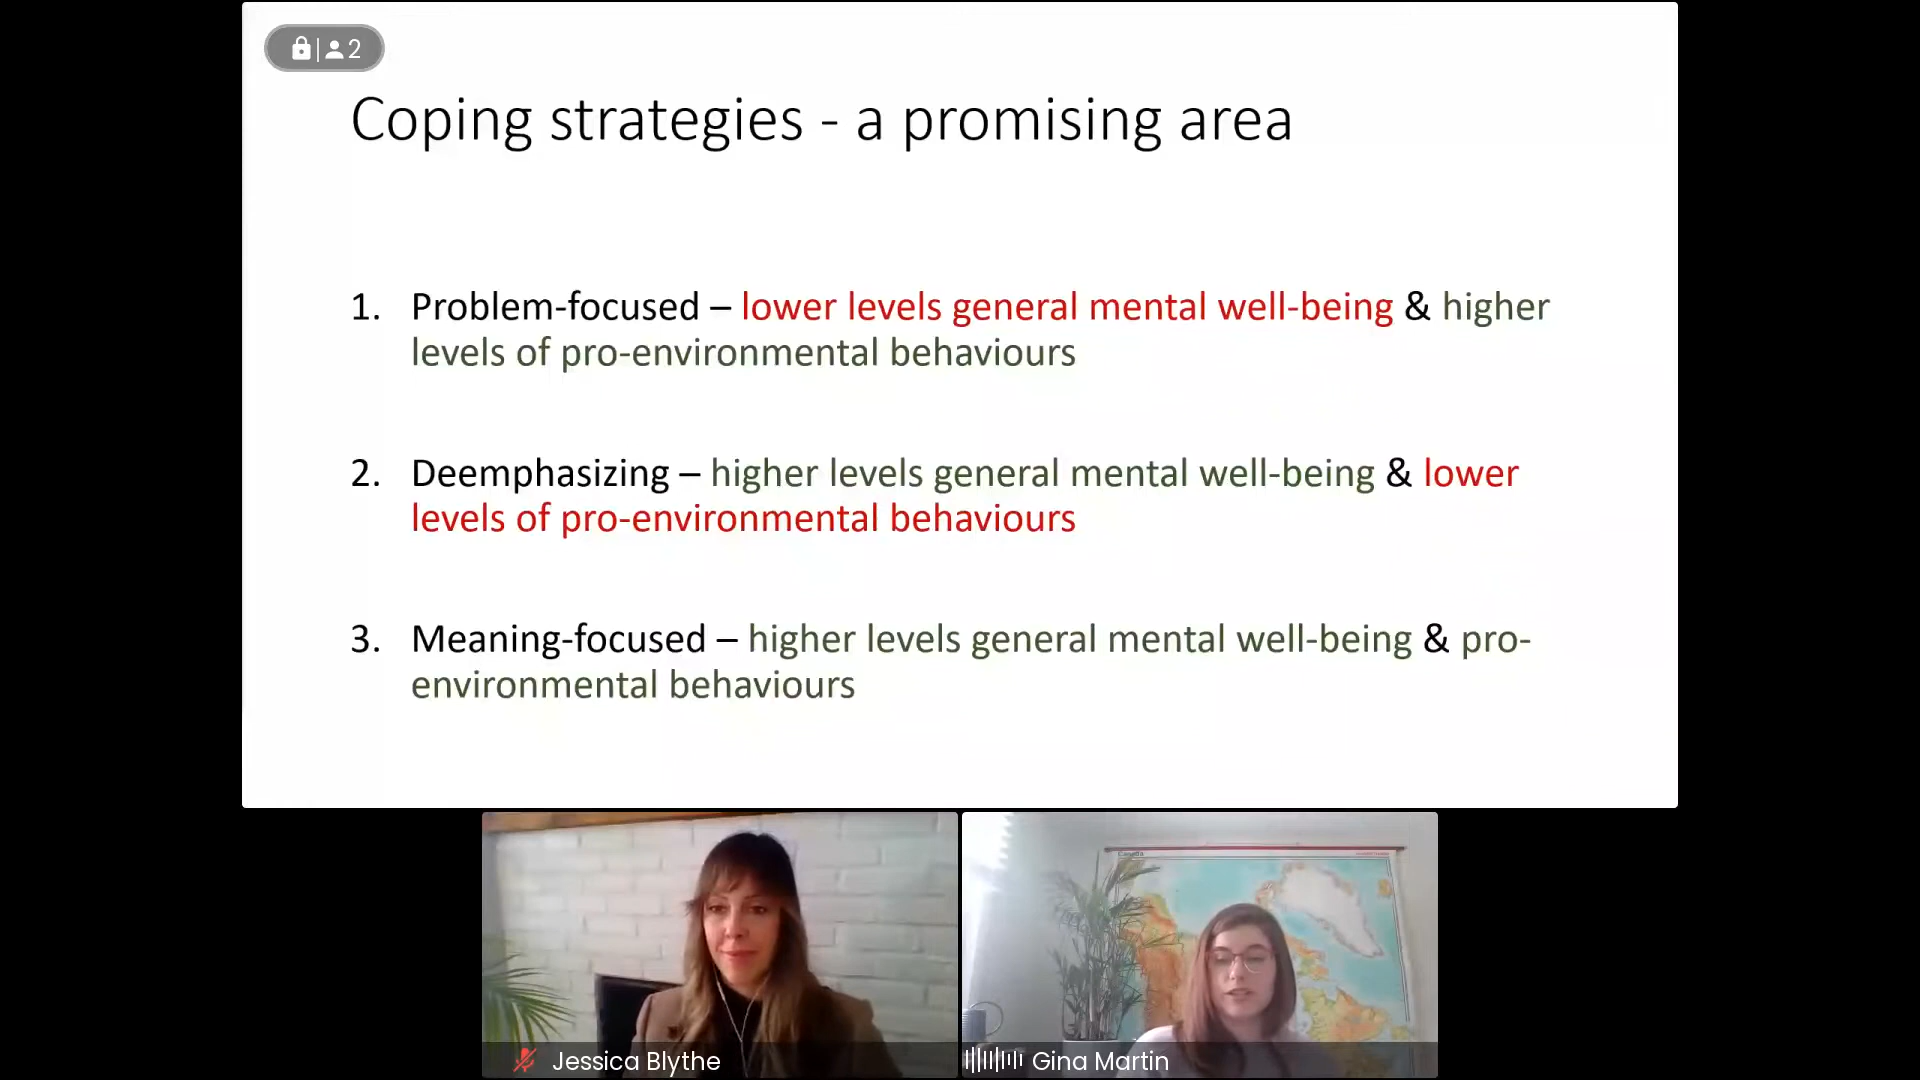 2
Coping strategies - a promising area
1. Problem-focused – lower levels general mental well-being & higher
levels of pro-environmental behaviours
2. Deemphasizing – higher levels general mental well-being & lower
levels of pro-environmental behaviours
3. Meaning-focused – higher levels general mental well-being & pro-
environmental behaviours
Canada
Jessica Blythe
Gina Martin